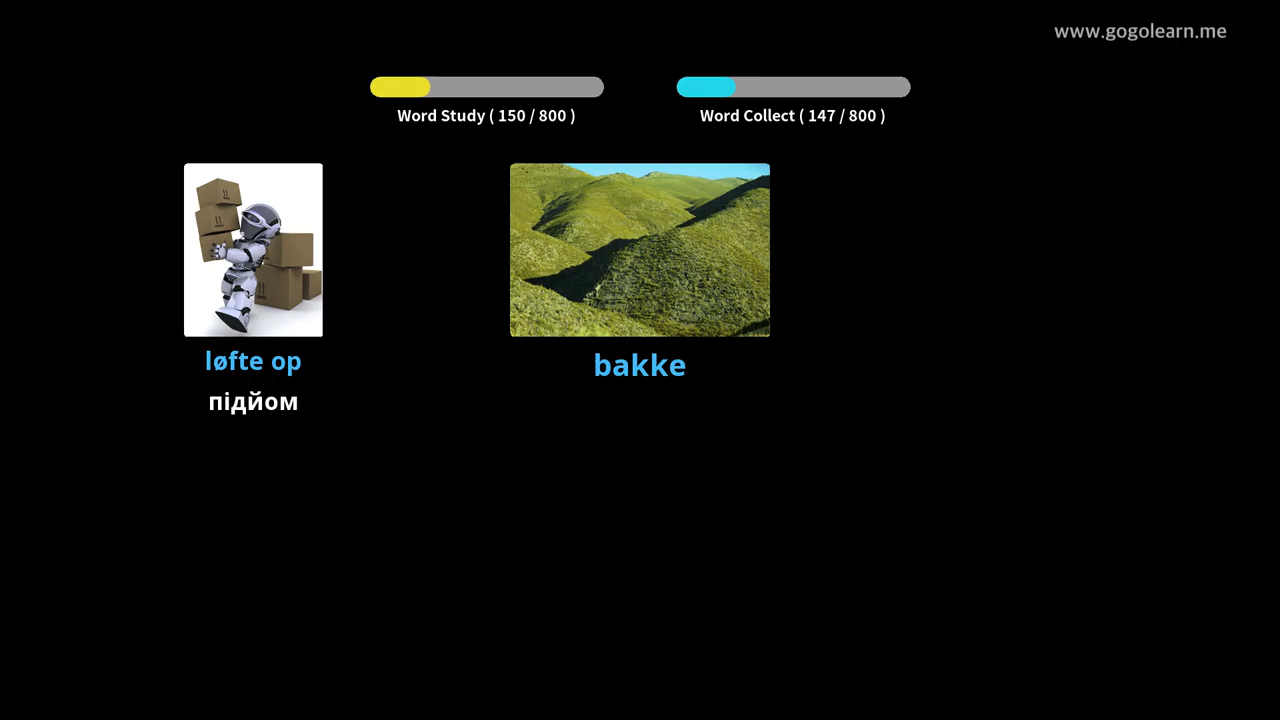 www.gogolearn.me
Word Study ( 150 / 800 )
Word Collect ( 147 / 800 )
løfte op
підйом
bakke